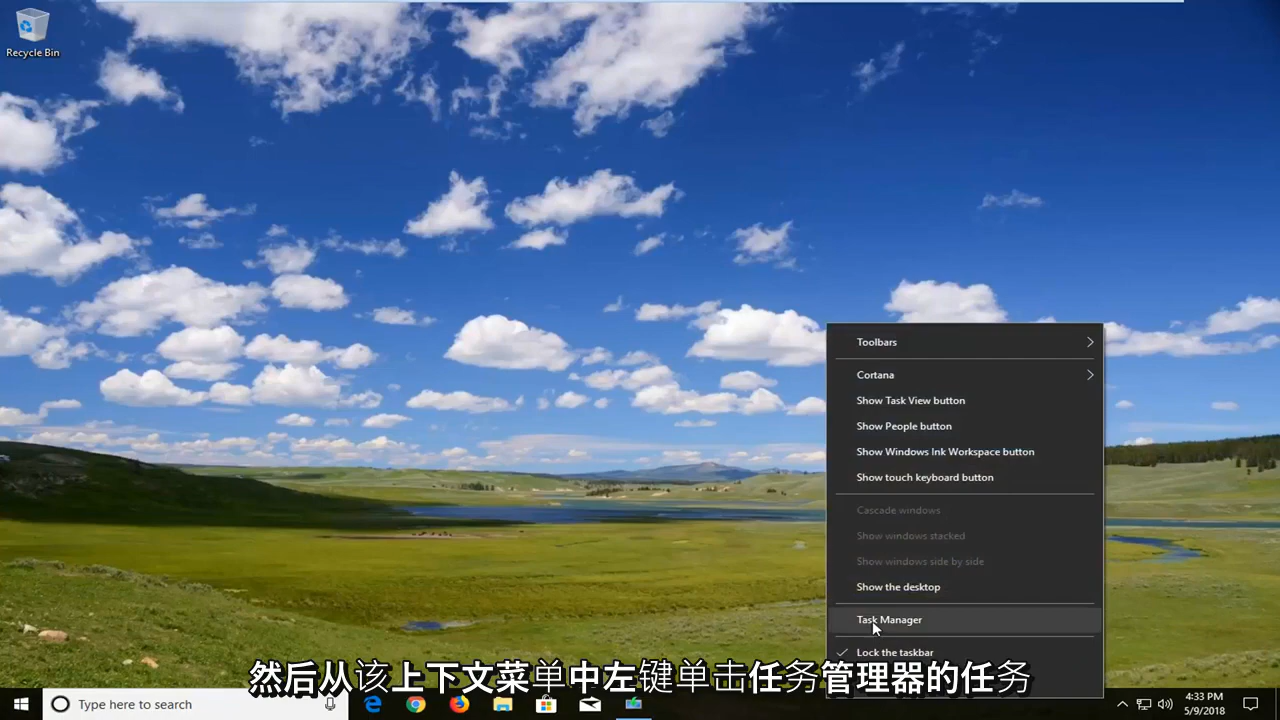 Recycle Bin
Toolbars
Cortana
Show Task View button
Show People button
Show Windows Ink Workspace button
Show touch keyboard button
Cascade windows
Show windows stacked
Show windows side by side
Show the desktop
Task Manager
Lock the taskbar
然后从该上下文菜单中左键单击任务管理器的任务
Type here to search
4:33 PM
5/9/2018